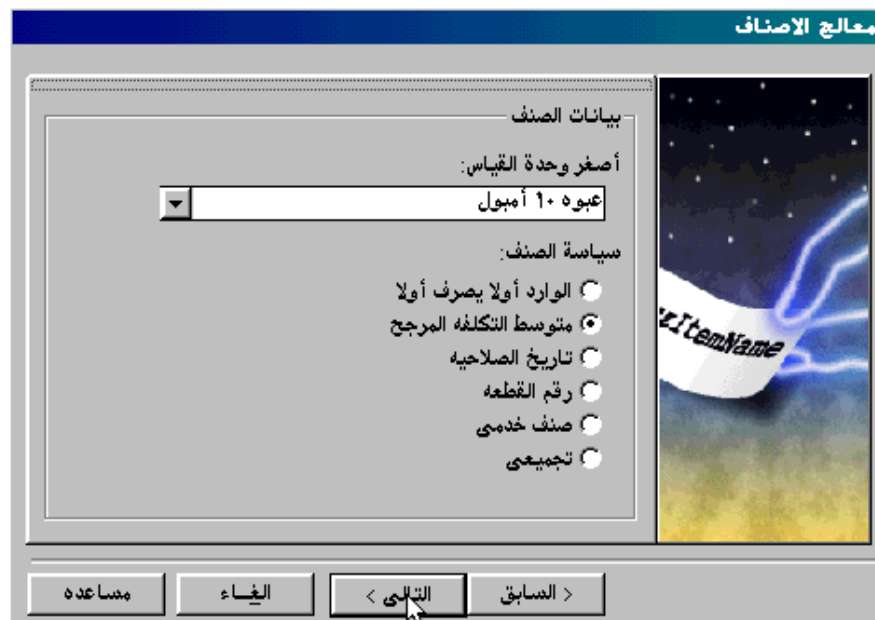 معالج الاصناف
بيانات الصنف
أصغر وحدة القياس:
عبوه ١٠ أمبول
سياسة الصنف:
الوارد أولا يصرف أولا
متوسط التكلفه المرجح
تاريخ الصلاحيه
رقم القطعه
صنف خدمى
تجميعى
ItemName
< السابق
التالى >
الغاء
مساعده